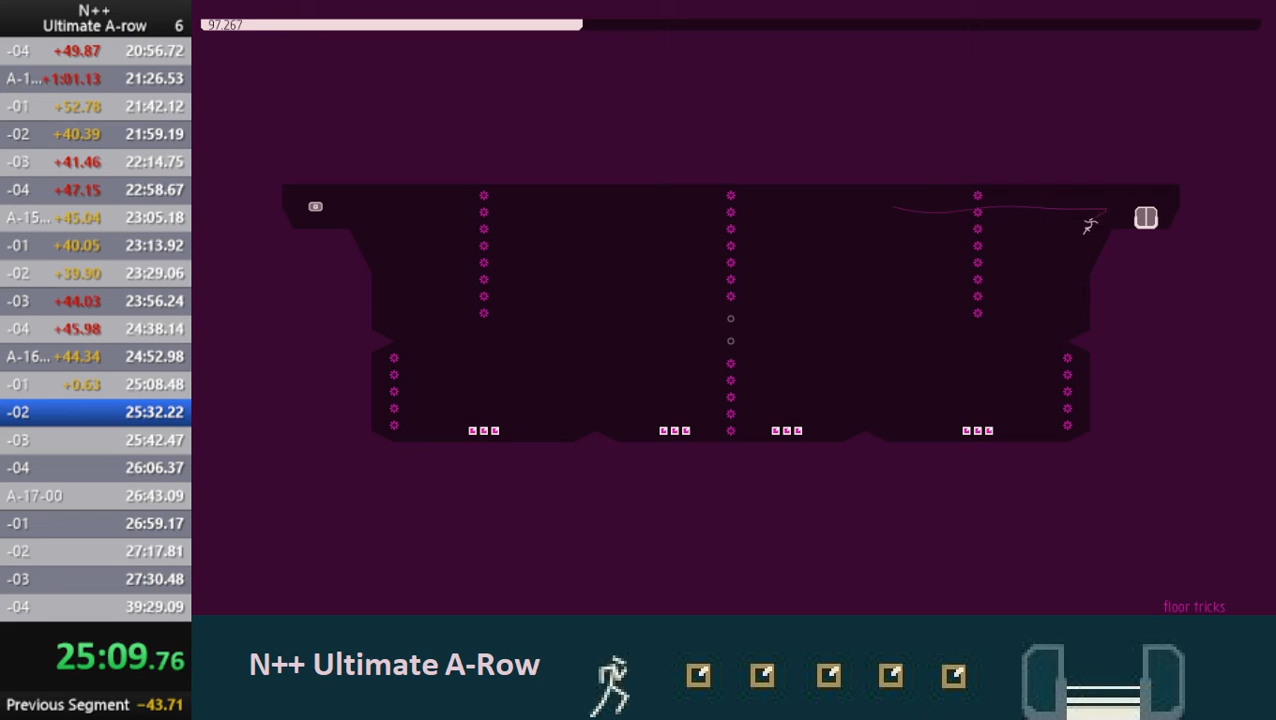 N++
Ultimate A-row 6
-04 +49.87 20:56.72
A-1... +1:01.13 21:26.53
-01 +52.78 21:42.12
-02 +40.39 21:59.19
-03 +41.46 22:14.75
-04 +47.15 22:58.67
A-15... +45.04 23:05.18
-01 +40.05 23:13.92
-02 +39.90 23:29.06
-03 +44.03 23:56.24
-04 +45.98 24:38.14
A-16... +44.34 24:52.98
-01 +0.63 25:08.48
-02 25:32.22
-03 25:42.47
-04 26:06.37
A-17-00 26:43.09
-01 26:59.17
-02 27:17.81
-03 27:30.48
-04 39:29.09
25:09.76
Previous Segment -43.71
97.267
floor tricks
N++ Ultimate A-Row